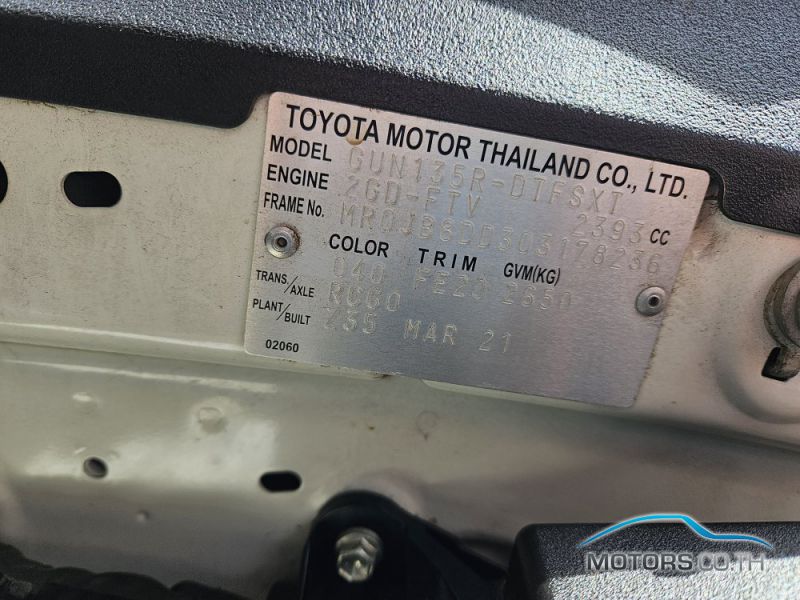 TOYOTA MOTOR THAILAND CO., LTD.
MODEL GUN135R-DTFSXT
ENGINE 2GD-FTV 2393 CC
FRAME No. MR0JB8DD303178236
COLOR TRIM GVM(KG)
040 FE20
TRANS/AXLE RC60
PLANT/BUILT Z35 MAR 21
02060
MOTORS.CO.TH